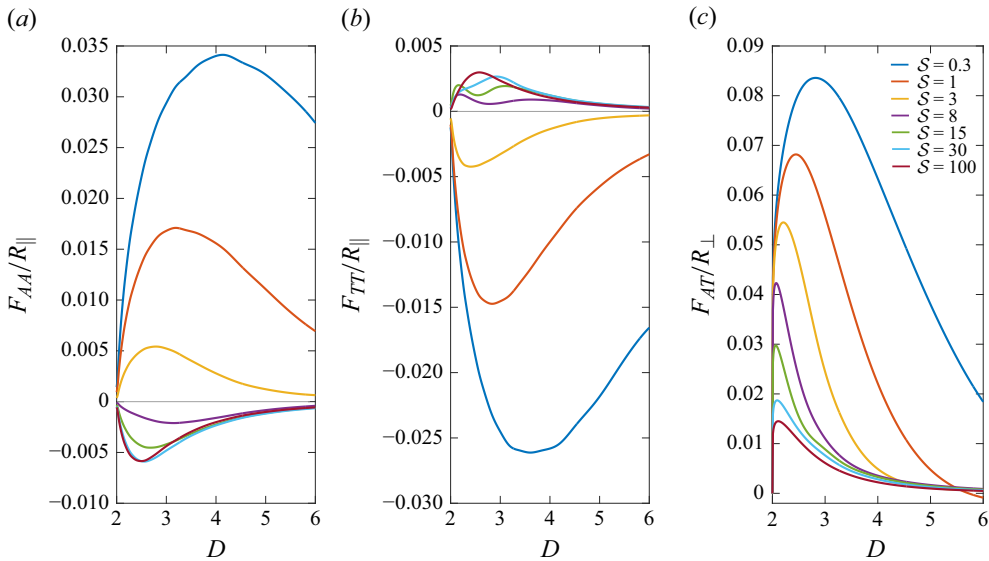 (a)
0.035
0.030
0.025
0.020
0.015
0.010
0.005
0
−0.005
−0.010
F_AA/R_∥
2 3 4 5 6
D
(b)
0.005
0
−0.005
−0.010
−0.015
−0.020
−0.025
−0.030
F_TT/R_∥
2 3 4 5 6
D
(c)
0.09
0.08
0.07
0.06
0.05
0.04
0.03
0.02
0.01
0
F_AT/R_⊥
2 3 4 5 6
D
𝒮 = 0.3
𝒮 = 1
𝒮 = 3
𝒮 = 8
𝒮 = 15
𝒮 = 30
𝒮 = 100